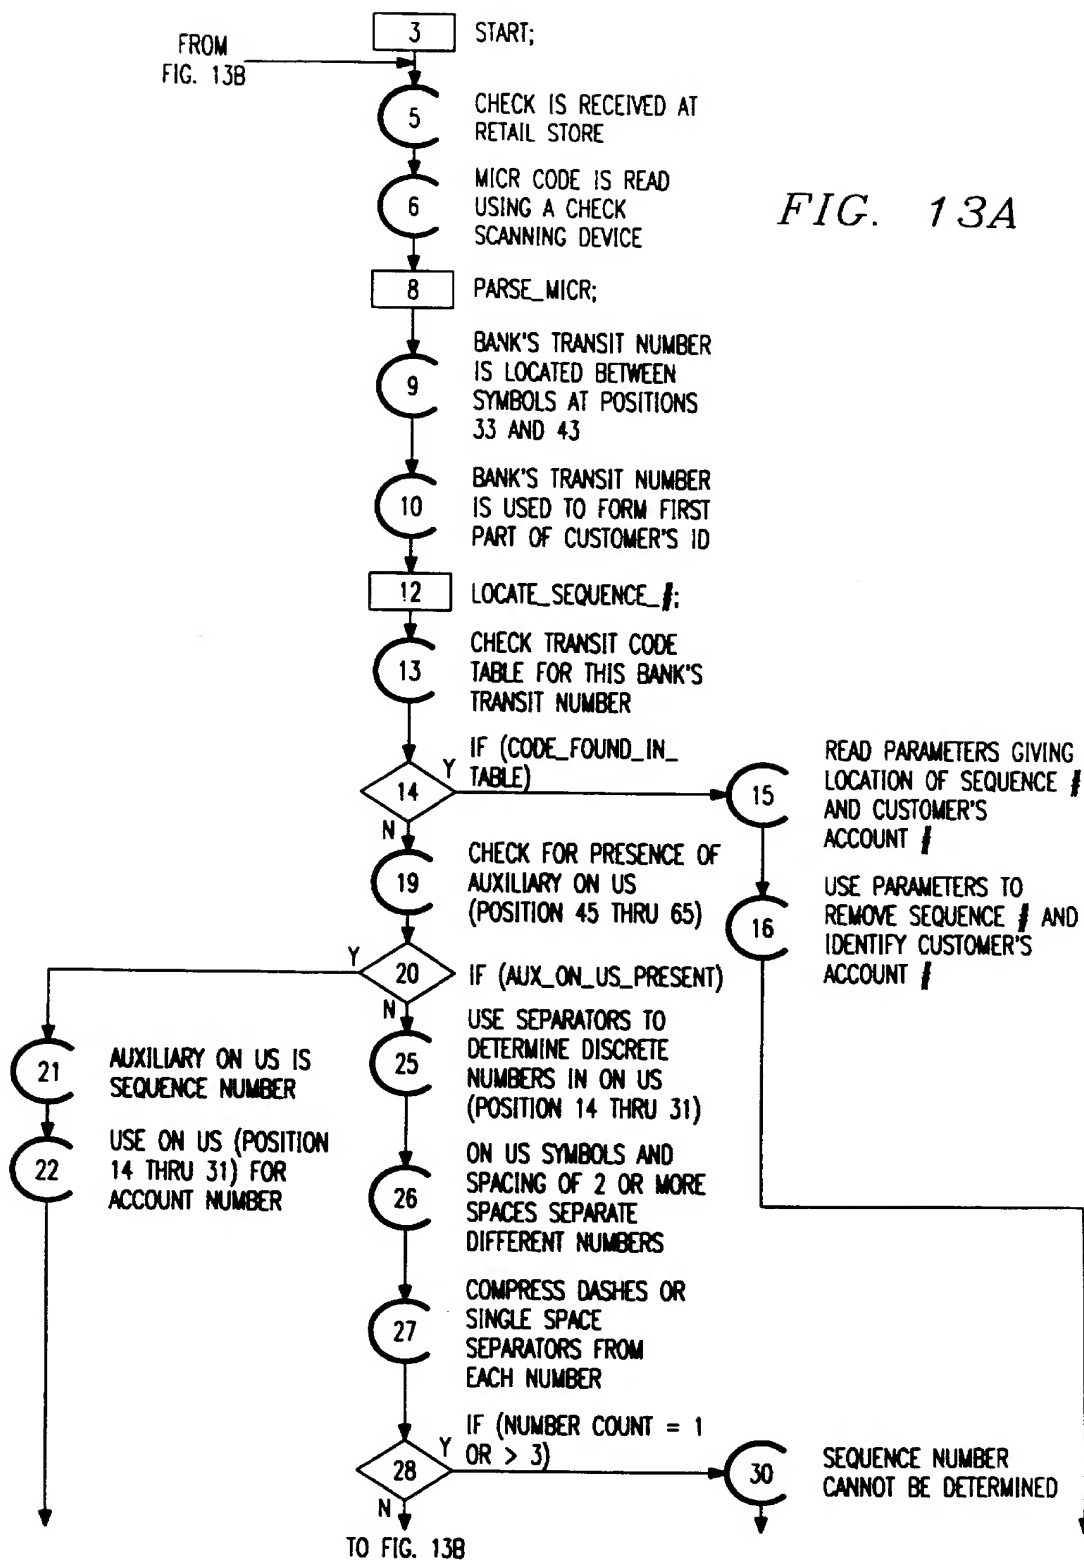 3 START;
FROM
FIG. 13B
5 CHECK IS RECEIVED AT
RETAIL STORE
6 MICR CODE IS READ
USING A CHECK
SCANNING DEVICE
FIG. 13A
8 PARSE_MICR;
9 BANK'S TRANSIT NUMBER
IS LOCATED BETWEEN
SYMBOLS AT POSITIONS
33 AND 43
10 BANK'S TRANSIT NUMBER
IS USED TO FORM FIRST
PART OF CUSTOMER'S ID
12 LOCATE_SEQUENCE_#;
13 CHECK TRANSIT CODE
TABLE FOR THIS BANK'S
TRANSIT NUMBER
14 Y IF (CODE_FOUND_IN_
TABLE)
N
15 READ PARAMETERS GIVING
LOCATION OF SEQUENCE #
AND CUSTOMER'S
ACCOUNT #
16 USE PARAMETERS TO
REMOVE SEQUENCE # AND
IDENTIFY CUSTOMER'S
ACCOUNT #
19 CHECK FOR PRESENCE OF
AUXILIARY ON US
(POSITION 45 THRU 65)
Y 20 IF (AUX_ON_US_PRESENT)
N
21 AUXILIARY ON US IS
SEQUENCE NUMBER
22 USE ON US (POSITION
14 THRU 31) FOR
ACCOUNT NUMBER
25 USE SEPARATORS TO
DETERMINE DISCRETE
NUMBERS IN ON US
(POSITION 14 THRU 31)
26 ON US SYMBOLS AND
SPACING OF 2 OR MORE
SPACES SEPARATE
DIFFERENT NUMBERS
27 COMPRESS DASHES OR
SINGLE SPACE
SEPARATORS FROM
EACH NUMBER
28 Y IF (NUMBER COUNT = 1
OR > 3)
N
30 SEQUENCE NUMBER
CANNOT BE DETERMINED
TO FIG. 13B